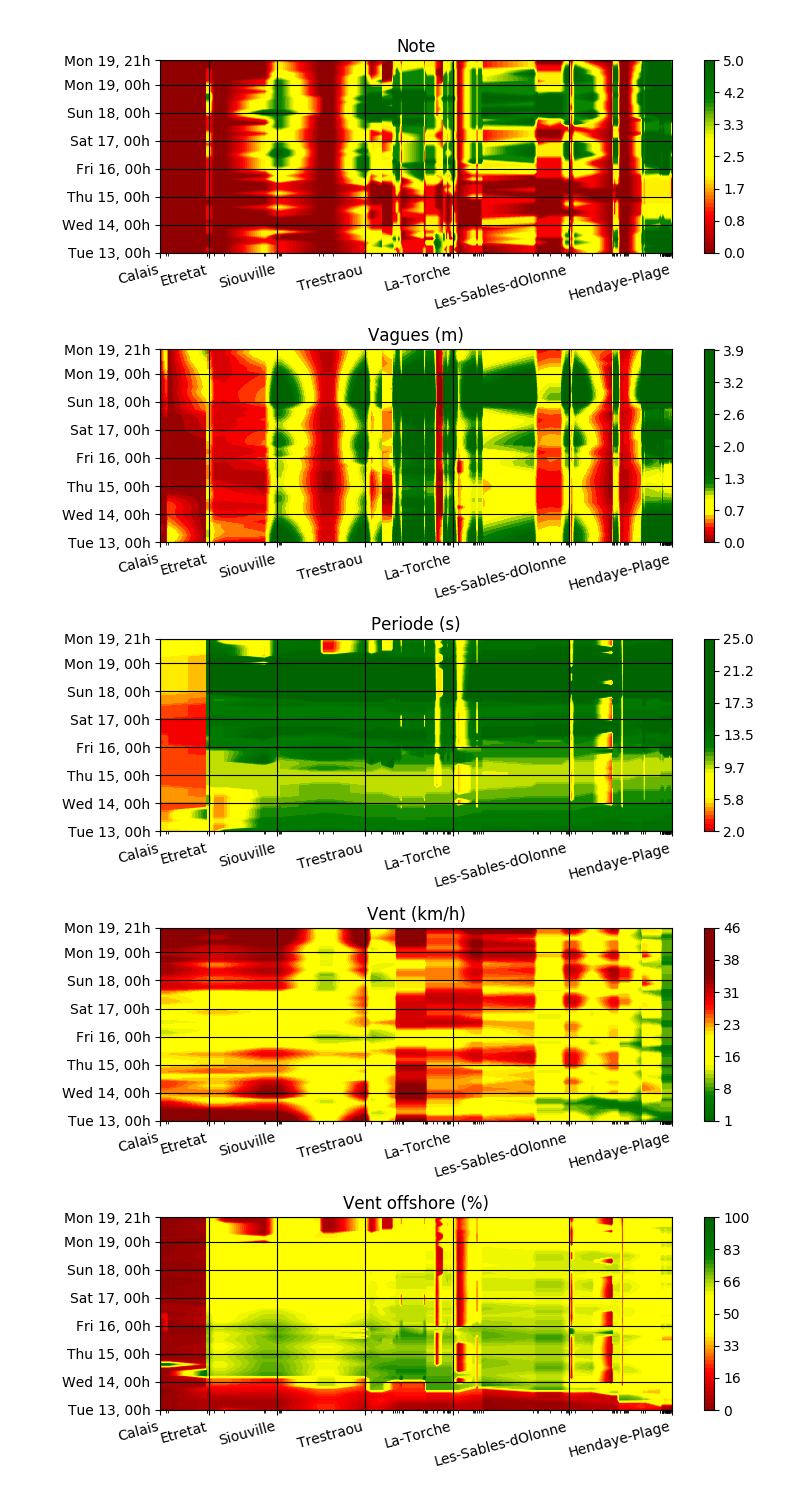 Note
Mon 19, 21h
Mon 19, 00h
Sun 18, 00h
Sat 17, 00h
Fri 16, 00h
Thu 15, 00h
Wed 14, 00h
Tue 13, 00h
Calais Etretat Siouville Trestraou La-Torche Les-Sables-dOlonne Hendaye-Plage
5.0
4.2
3.3
2.5
1.7
0.8
0.0
Vagues (m)
Mon 19, 21h
Mon 19, 00h
Sun 18, 00h
Sat 17, 00h
Fri 16, 00h
Thu 15, 00h
Wed 14, 00h
Tue 13, 00h
Calais Etretat Siouville Trestraou La-Torche Les-Sables-dOlonne Hendaye-Plage
3.9
3.2
2.6
2.0
1.3
0.7
0.0
Periode (s)
Mon 19, 21h
Mon 19, 00h
Sun 18, 00h
Sat 17, 00h
Fri 16, 00h
Thu 15, 00h
Wed 14, 00h
Tue 13, 00h
Calais Etretat Siouville Trestraou La-Torche Les-Sables-dOlonne Hendaye-Plage
25.0
21.2
17.3
13.5
9.7
5.8
2.0
Vent (km/h)
Mon 19, 21h
Mon 19, 00h
Sun 18, 00h
Sat 17, 00h
Fri 16, 00h
Thu 15, 00h
Wed 14, 00h
Tue 13, 00h
Calais Etretat Siouville Trestraou La-Torche Les-Sables-dOlonne Hendaye-Plage
46
38
31
23
16
8
1
Vent offshore (%)
Mon 19, 21h
Mon 19, 00h
Sun 18, 00h
Sat 17, 00h
Fri 16, 00h
Thu 15, 00h
Wed 14, 00h
Tue 13, 00h
Calais Etretat Siouville Trestraou La-Torche Les-Sables-dOlonne Hendaye-Plage
100
83
66
50
33
16
0